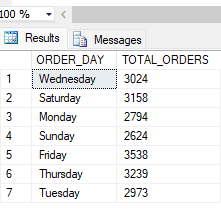 100 %
Results Messages
ORDER_DAY TOTAL_ORDERS
1 Wednesday 3024
2 Saturday 3158
3 Monday 2794
4 Sunday 2624
5 Friday 3538
6 Thursday 3239
7 Tuesday 2973